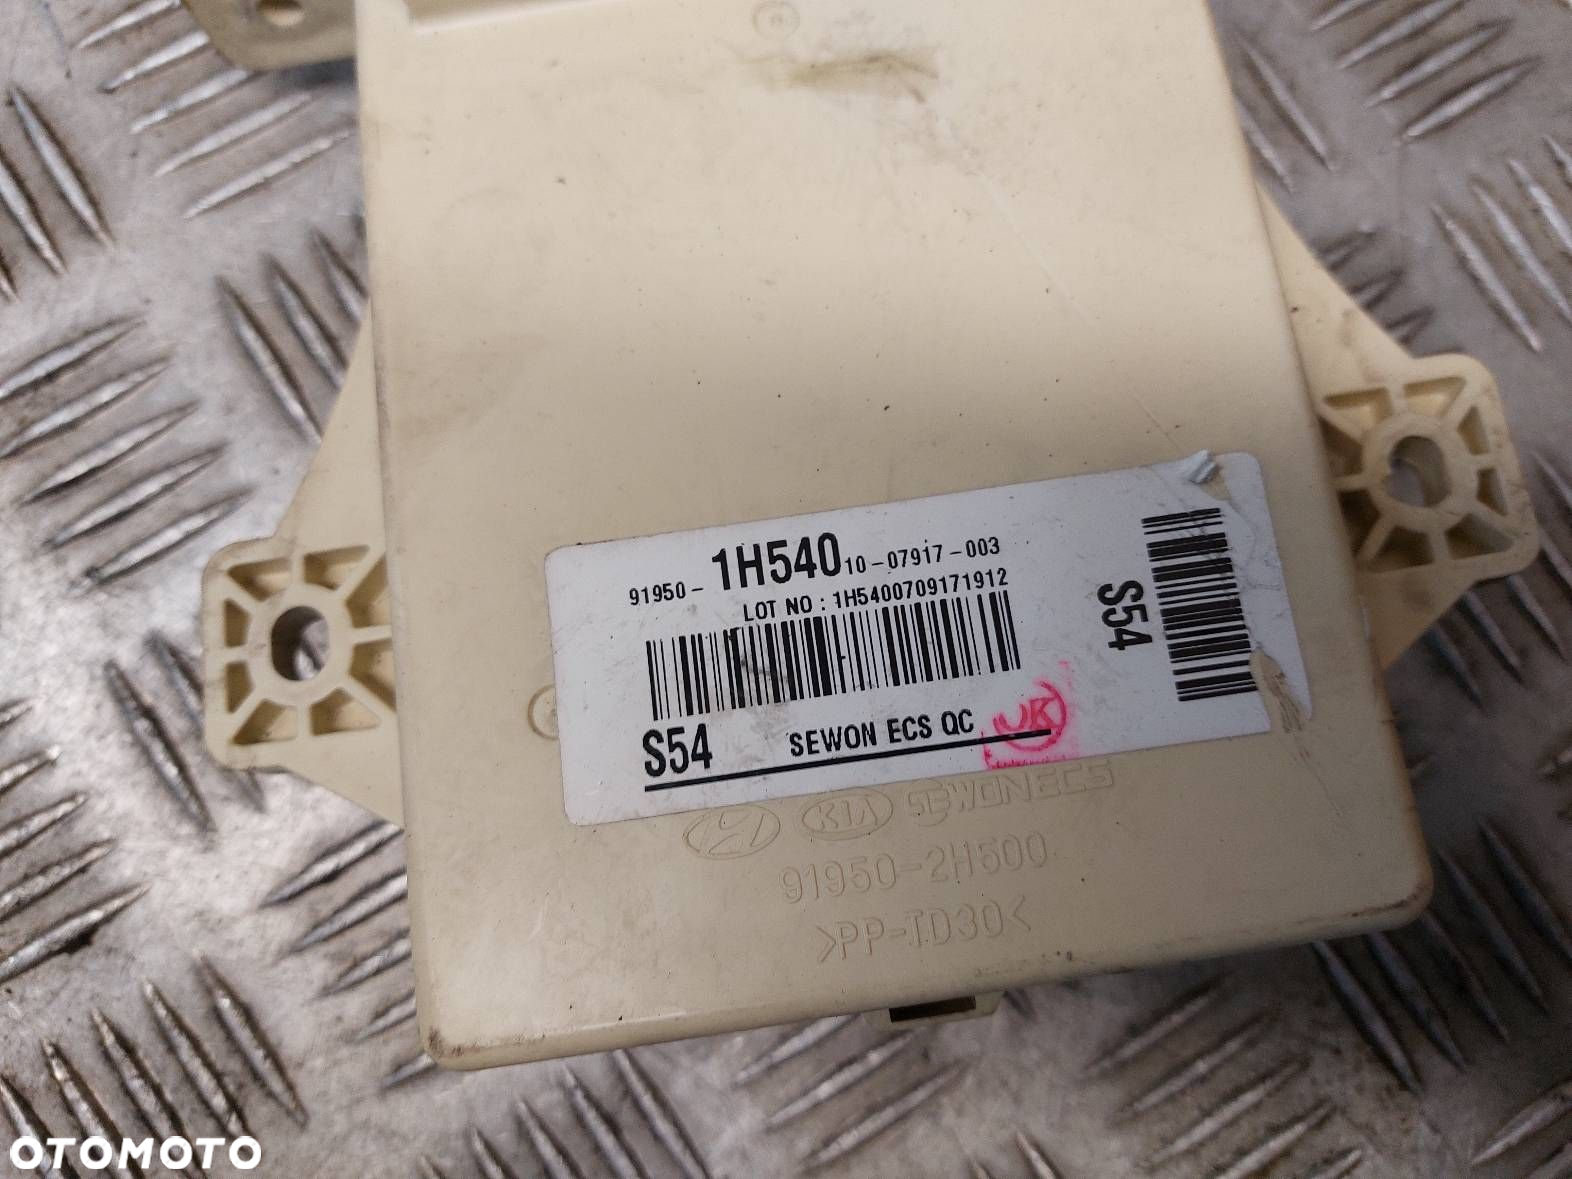 91950-1H540 10-07917-003
LOT NO : 1H5400709171912
S54
SEWON ECS QC
OK
S54
KIA SEWONECS
91950-2H500
>PP-TD30<
OTOMOTO